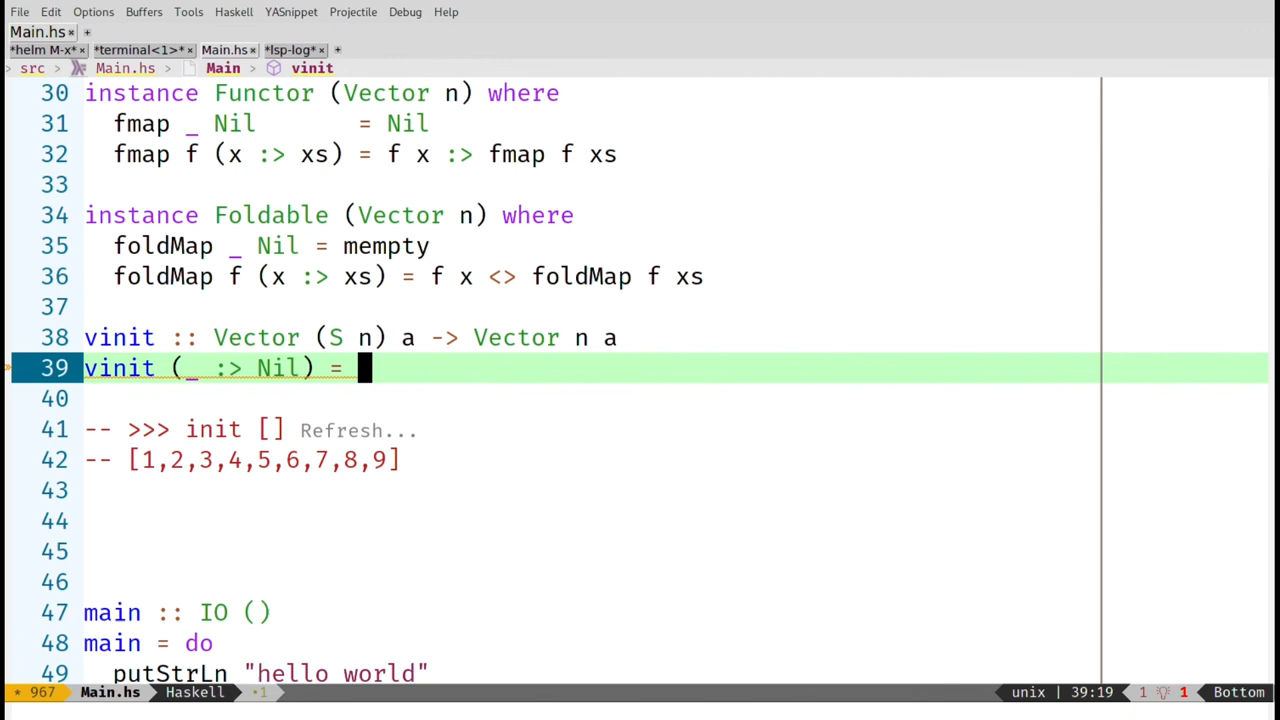 File Edit Options Buffers Tools Haskell YASnippet Projectile Debug Help
Main.hs × +
*helm M-x* × *terminal<1>* × Main.hs × *lsp-log* × +
> src > Main.hs > Main > vinit
30 instance Functor (Vector n) where
31   fmap _ Nil       = Nil
32   fmap f (x :> xs) = f x :> fmap f xs
33
34 instance Foldable (Vector n) where
35   foldMap _ Nil = mempty
36   foldMap f (x :> xs) = f x <> foldMap f xs
37
38 vinit :: Vector (S n) a -> Vector n a
39 vinit (_ :> Nil) =
40
41 -- >>> init [] Refresh...
42 -- [1,2,3,4,5,6,7,8,9]
43
44
45
46
47 main :: IO ()
48 main = do
49   putStrLn "hello world"
* 967 Main.hs Haskell •1 unix | 39:19 1 1 Bottom